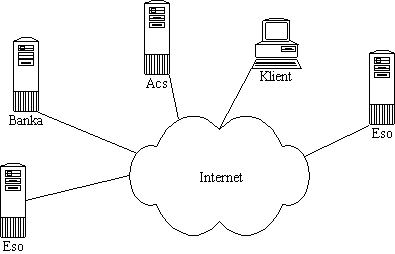 Acs
Klient
Banka
Eso
Internet
Eso